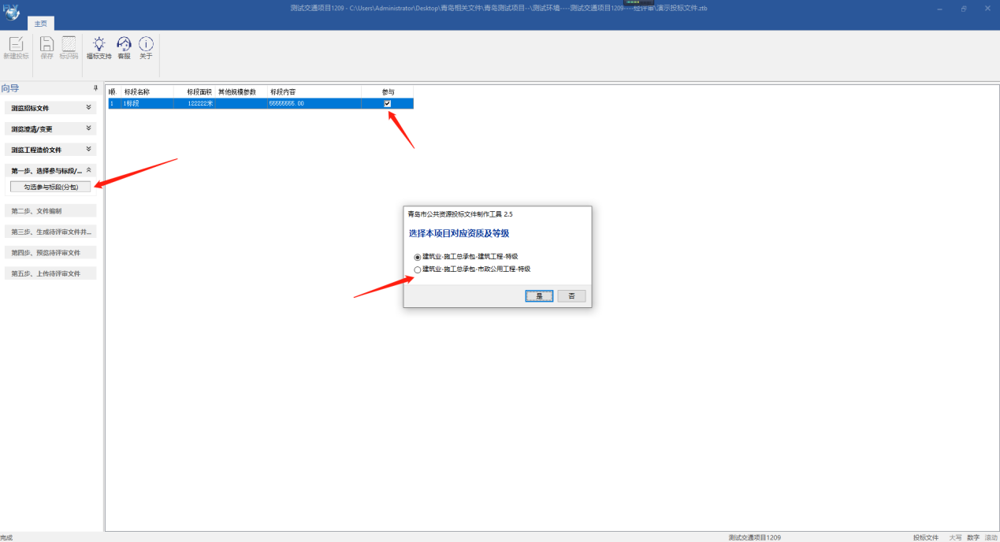 测试交通项目1209 - C:\Users\Administrator\Desktop\青岛相关文件\青岛测试项目--\测试环境----测试交通项目1209----经评审\演示投标文件.ztb
主页
新建投标 保存 标识码 福标支持 客服 关于
向导
浏览招标文件
浏览澄清/变更
浏览工程造价文件
第一步、选择参与标段/...
勾选参与标段(分包)
第二步、文件编制
第三步、生成待评审文件并...
第四步、预览待评审文件
第五步、上传待评审文件
顺. 标段名称 标段面积 其他规模参数 标段内容 参与
1 1标段 122222米 55555555.00
青岛市公共资源投标文件制作工具 2.5
选择本项目对应资质及等级
建筑业-施工总承包-建筑工程-特级
建筑业-施工总承包-市政公用工程-特级
是 否
完成 测试交通项目1209 投标文件 大写 数字 滚动